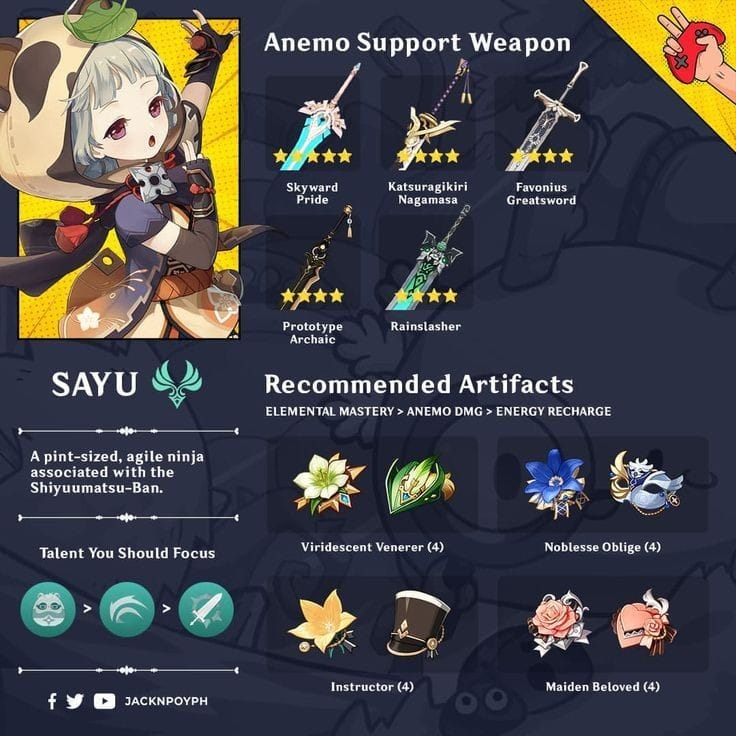 Anemo Support Weapon
Skyward
Pride
Katsuragikiri
Nagamasa
Favonius
Greatsword
Prototype
Archaic
Rainslasher
SAYU
A pint-sized, agile ninja
associated with the
Shiyuumatsu-Ban.
Talent You Should Focus
> >
JACKNPOYPH
Recommended Artifacts
ELEMENTAL MASTERY > ANEMO DMG > ENERGY RECHARGE
Viridescent Venerer (4)
Noblesse Oblige (4)
Instructor (4)
Maiden Beloved (4)